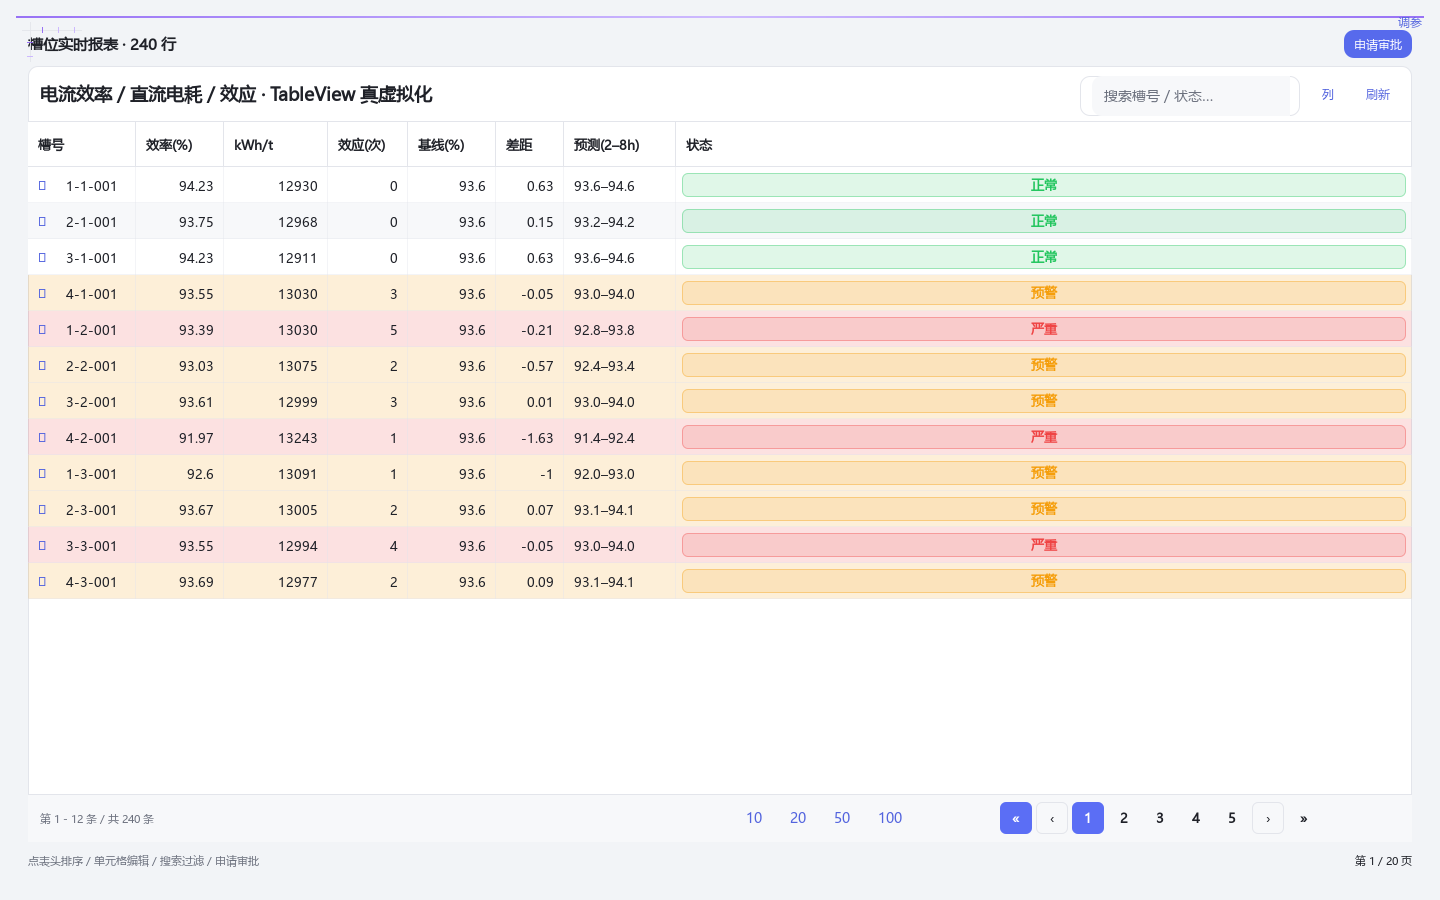 调参
槽位实时报表 · 240 行
申请审批
电流效率 / 直流电耗 / 效应 · TableView 真虚拟化
搜索槽号 / 状态...
列
刷新
槽号 效率(%) kWh/t 效应(次) 基线(%) 差距 预测(2–8h) 状态
1-1-001 94.23 12930 0 93.6 0.63 93.6–94.6 正常
2-1-001 93.75 12968 0 93.6 0.15 93.2–94.2 正常
3-1-001 94.23 12911 0 93.6 0.63 93.6–94.6 正常
4-1-001 93.55 13030 3 93.6 -0.05 93.0–94.0 预警
1-2-001 93.39 13030 5 93.6 -0.21 92.8–93.8 严重
2-2-001 93.03 13075 2 93.6 -0.57 92.4–93.4 预警
3-2-001 93.61 12999 3 93.6 0.01 93.0–94.0 预警
4-2-001 91.97 13243 1 93.6 -1.63 91.4–92.4 严重
1-3-001 92.6 13091 1 93.6 -1 92.0–93.0 预警
2-3-001 93.67 13005 2 93.6 0.07 93.1–94.1 预警
3-3-001 93.55 12994 4 93.6 -0.05 93.0–94.0 严重
4-3-001 93.69 12977 2 93.6 0.09 93.1–94.1 预警
第 1 - 12 条 / 共 240 条
10 20 50 100
« ‹ 1 2 3 4 5 › »
点表头排序 / 单元格编辑 / 搜索过滤 / 申请审批
第 1 / 20 页